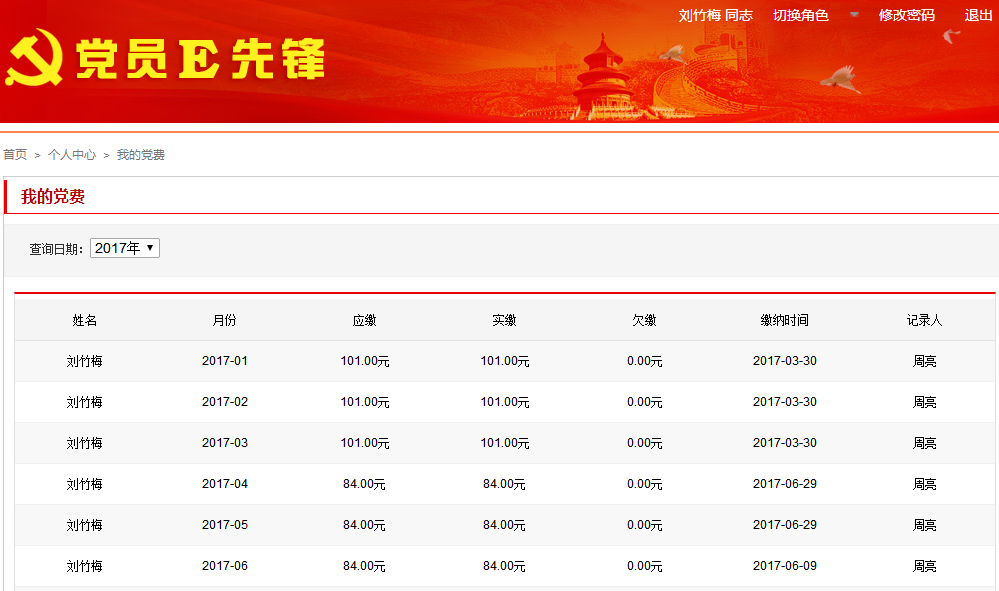 刘竹梅 同志 切换角色 修改密码 退出
党员E先锋
首页 > 个人中心 > 我的党费
我的党费
查询日期: 2017年
姓名 月份 应缴 实缴 欠缴 缴纳时间 记录人
刘竹梅 2017-01 101.00元 101.00元 0.00元 2017-03-30 周亮
刘竹梅 2017-02 101.00元 101.00元 0.00元 2017-03-30 周亮
刘竹梅 2017-03 101.00元 101.00元 0.00元 2017-03-30 周亮
刘竹梅 2017-04 84.00元 84.00元 0.00元 2017-06-29 周亮
刘竹梅 2017-05 84.00元 84.00元 0.00元 2017-06-29 周亮
刘竹梅 2017-06 84.00元 84.00元 0.00元 2017-06-09 周亮